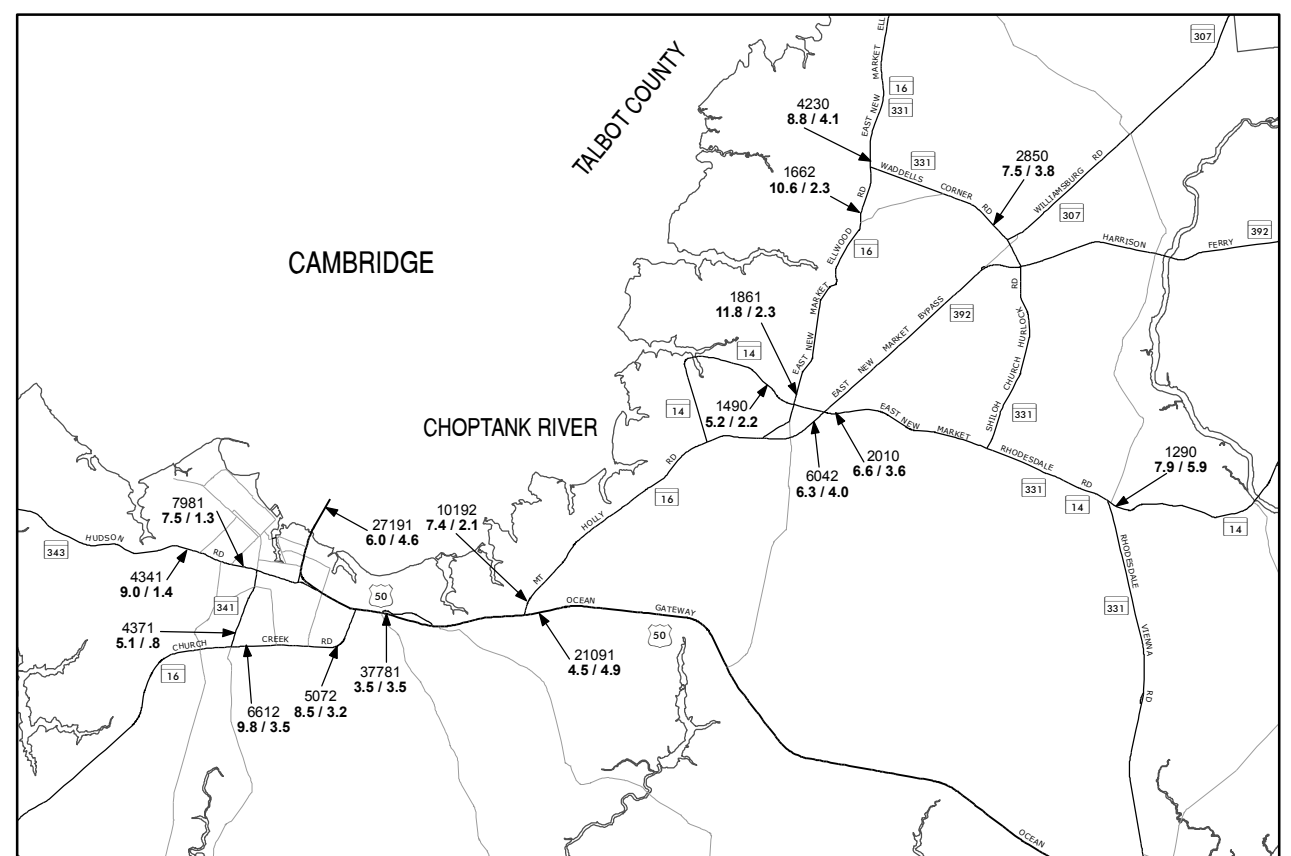 307
ELL
EAST NEW MARKET
16
331
TALBOT COUNTY
4230
8.8 / 4.1
331
WADDELLS CORNER RD
2850
7.5 / 3.8
WILLIAMSBURG RD
307
1662
10.6 / 2.3
EAST NEW MARKET ELLWOOD RD
16
HARRISON FERRY
392
CAMBRIDGE
1861
11.8 / 2.3
EAST NEW MARKET BYPASS
392
SHILOH CHURCH HURLOCK RD
331
14
14
1490
5.2 / 2.2
CHOPTANK RIVER
EAST NEW MARKET RHODESDALE RD
2010
6.6 / 3.6
6042
6.3 / 4.0
331
14
1290
7.9 / 5.9
14
MT HOLLY RD
16
7981
7.5 / 1.3
27191
6.0 / 4.6
10192
7.4 / 2.1
HUDSON RD
343
4341
9.0 / 1.4
341
50
OCEAN GATEWAY
50
RHODESDALE VIENNA RD
331
4371
5.1 / .8
CHURCH CREEK RD
16
21091
4.5 / 4.9
37781
3.5 / 3.5
5072
8.5 / 3.2
6612
9.8 / 3.5
OCEAN